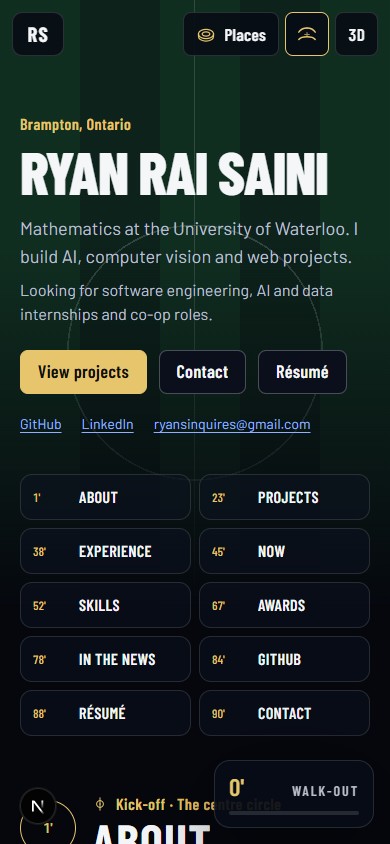 RS
Places
3D
Brampton, Ontario
RYAN RAI SAINI
Mathematics at the University of Waterloo. I
build AI, computer vision and web projects.
Looking for software engineering, AI and data
internships and co-op roles.
View projects
Contact
Résumé
GitHub
LinkedIn
ryansinquires@gmail.com
1' ABOUT
23' PROJECTS
38' EXPERIENCE
45' NOW
52' SKILLS
67' AWARDS
78' IN THE NEWS
84' GITHUB
88' RÉSUMÉ
90' CONTACT
0' WALK-OUT
N
1'
Kick-off · The centre circle
ABOUT